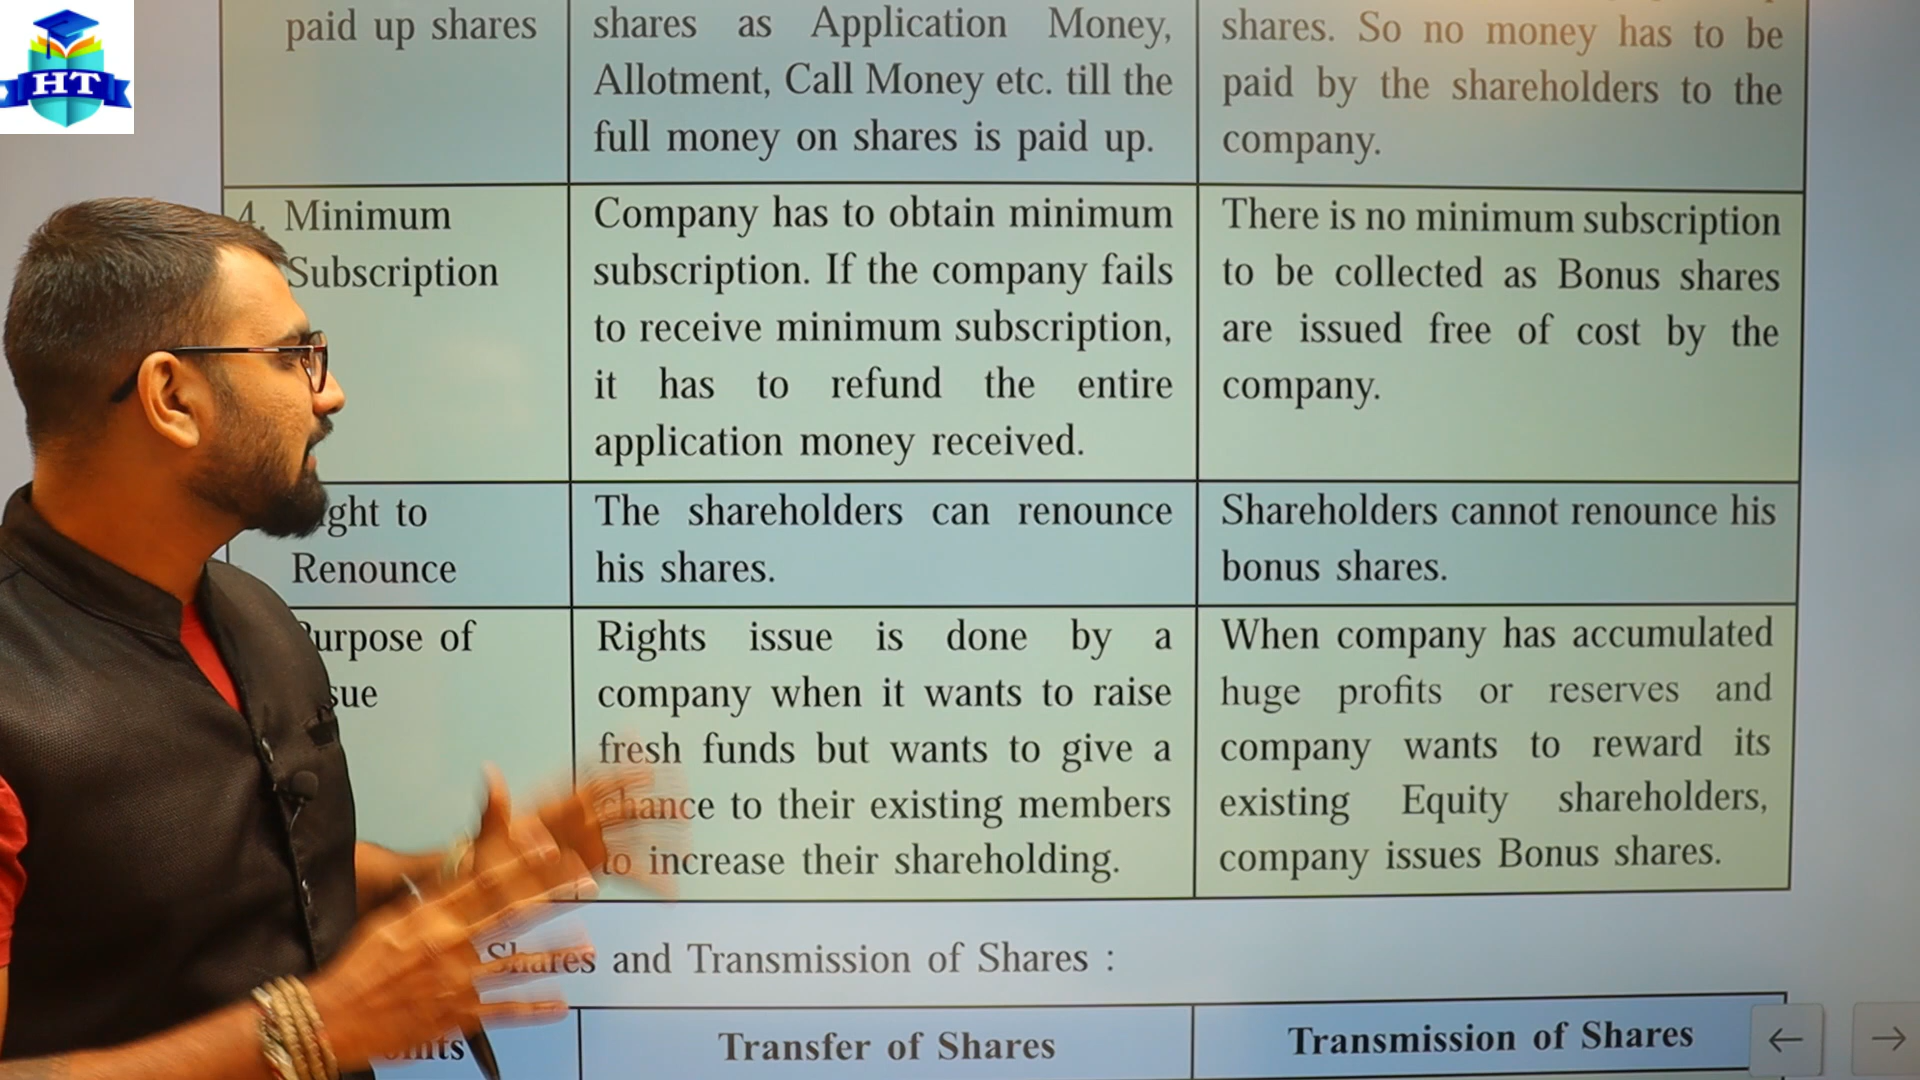 HT
paid up shares
shares as Application Money,
Allotment, Call Money etc. till the
full money on shares is paid up.
shares. So no money has to be
paid by the shareholders to the
company.
4. Minimum
Subscription
Company has to obtain minimum
subscription. If the company fails
to receive minimum subscription,
it has to refund the entire
application money received.
There is no minimum subscription
to be collected as Bonus shares
are issued free of cost by the
company.
ght to
Renounce
The shareholders can renounce
his shares.
Shareholders cannot renounce his
bonus shares.
Purpose of
sue
Rights issue is done by a
company when it wants to raise
fresh funds but wants to give a
chance to their existing members
to increase their shareholding.
When company has accumulated
huge profits or reserves and
company wants to reward its
existing Equity shareholders,
company issues Bonus shares.
Shares and Transmission of Shares :
Transfer of Shares
Transmission of Shares